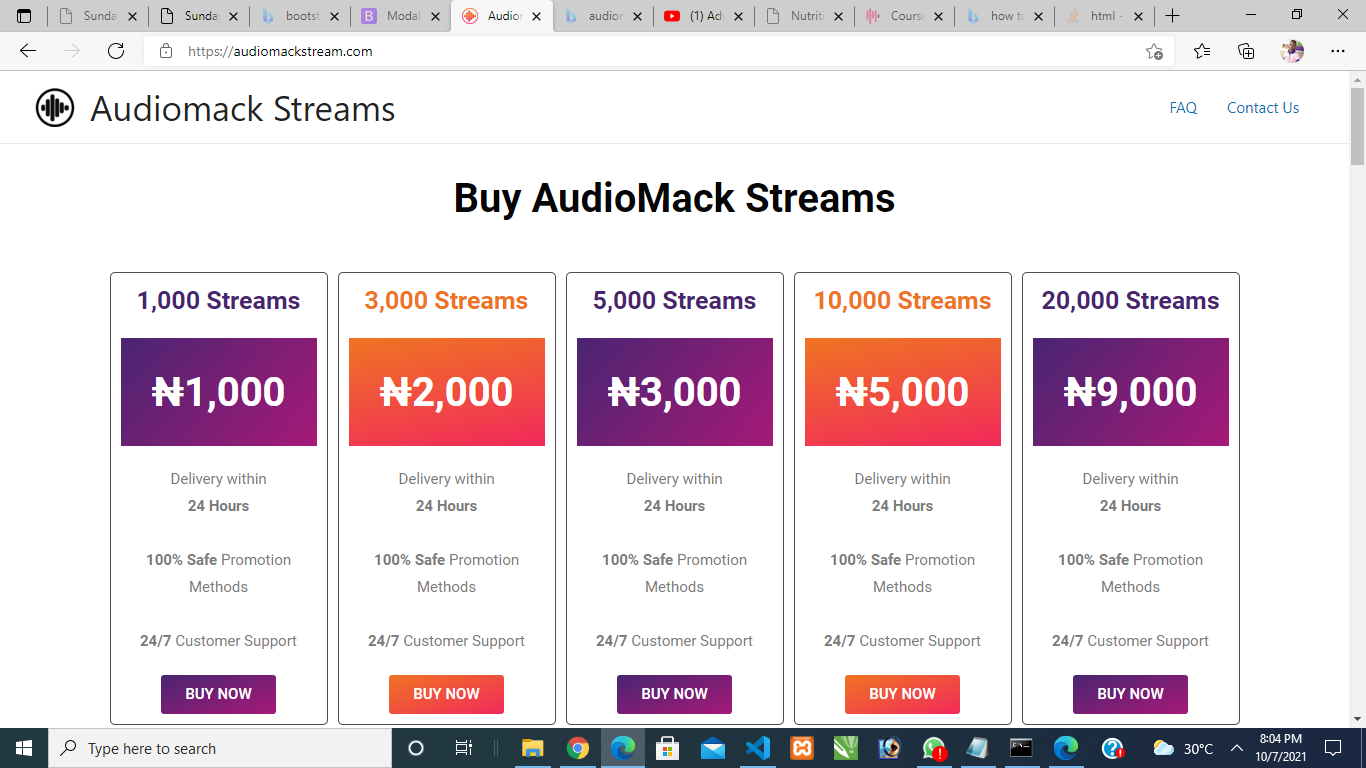 Sunda
Sunda
bootst
Modal
Audior
audior
(1) Adv
Nutriti
Course
how to
html -
https://audiomackstream.com
Audiomack Streams
FAQ
Contact Us
Buy AudioMack Streams
1,000 Streams
₦1,000
Delivery within
24 Hours
100% Safe Promotion
Methods
24/7 Customer Support
BUY NOW
3,000 Streams
₦2,000
Delivery within
24 Hours
100% Safe Promotion
Methods
24/7 Customer Support
BUY NOW
5,000 Streams
₦3,000
Delivery within
24 Hours
100% Safe Promotion
Methods
24/7 Customer Support
BUY NOW
10,000 Streams
₦5,000
Delivery within
24 Hours
100% Safe Promotion
Methods
24/7 Customer Support
BUY NOW
20,000 Streams
₦9,000
Delivery within
24 Hours
100% Safe Promotion
Methods
24/7 Customer Support
BUY NOW
Type here to search
30°C
8:04 PM
10/7/2021